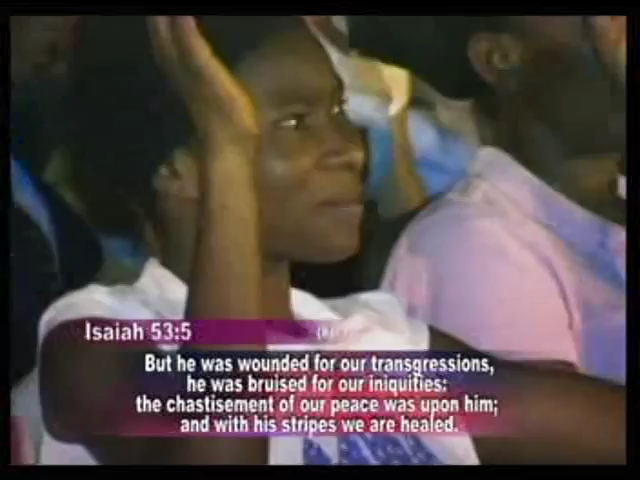 Isaiah 53:5
But he was wounded for our transgressions,
he was bruised for our iniquities:
the chastisement of our peace was upon him;
and with his stripes we are healed.